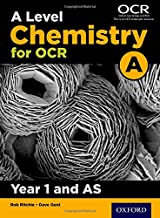 A Level
Chemistry
for OCR
OCR
A
Year 1 and AS
Rob Ritchie • Dave Gent
OXFORD